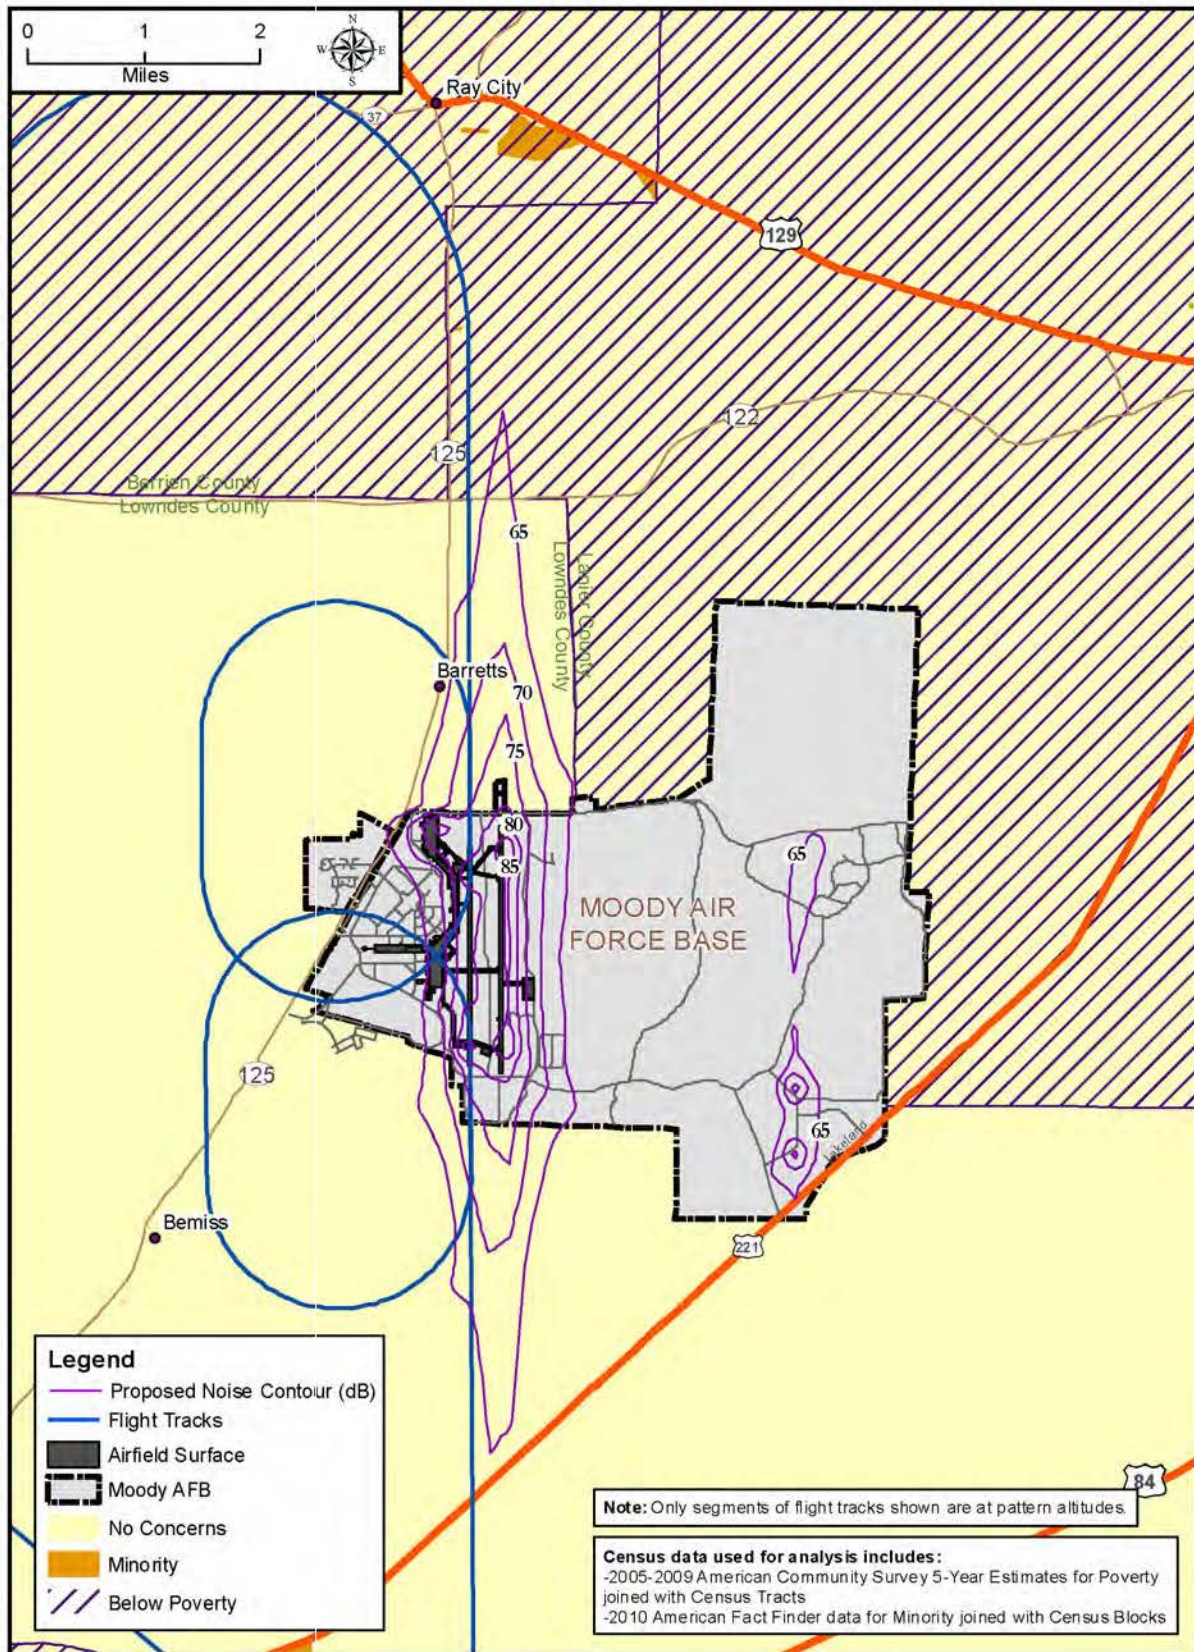 0 1 2
Miles
N
W E
S
Ray City
37
129
122
125
Berrien County
Lowndes County
65
Lanier County
Lowndes County
Barretts
70
75
80
85
65
MOODY AIR
FORCE BASE
125
65
Lakeland
Bemiss
221
Legend
Proposed Noise Contour (dB)
Flight Tracks
Airfield Surface
Moody AFB
No Concerns
Minority
Below Poverty
84
Note: Only segments of flight tracks shown are at pattern altitudes.
Census data used for analysis includes:
-2005-2009 American Community Survey 5-Year Estimates for Poverty
joined with Census Tracts
-2010 American Fact Finder data for Minority joined with Census Blocks